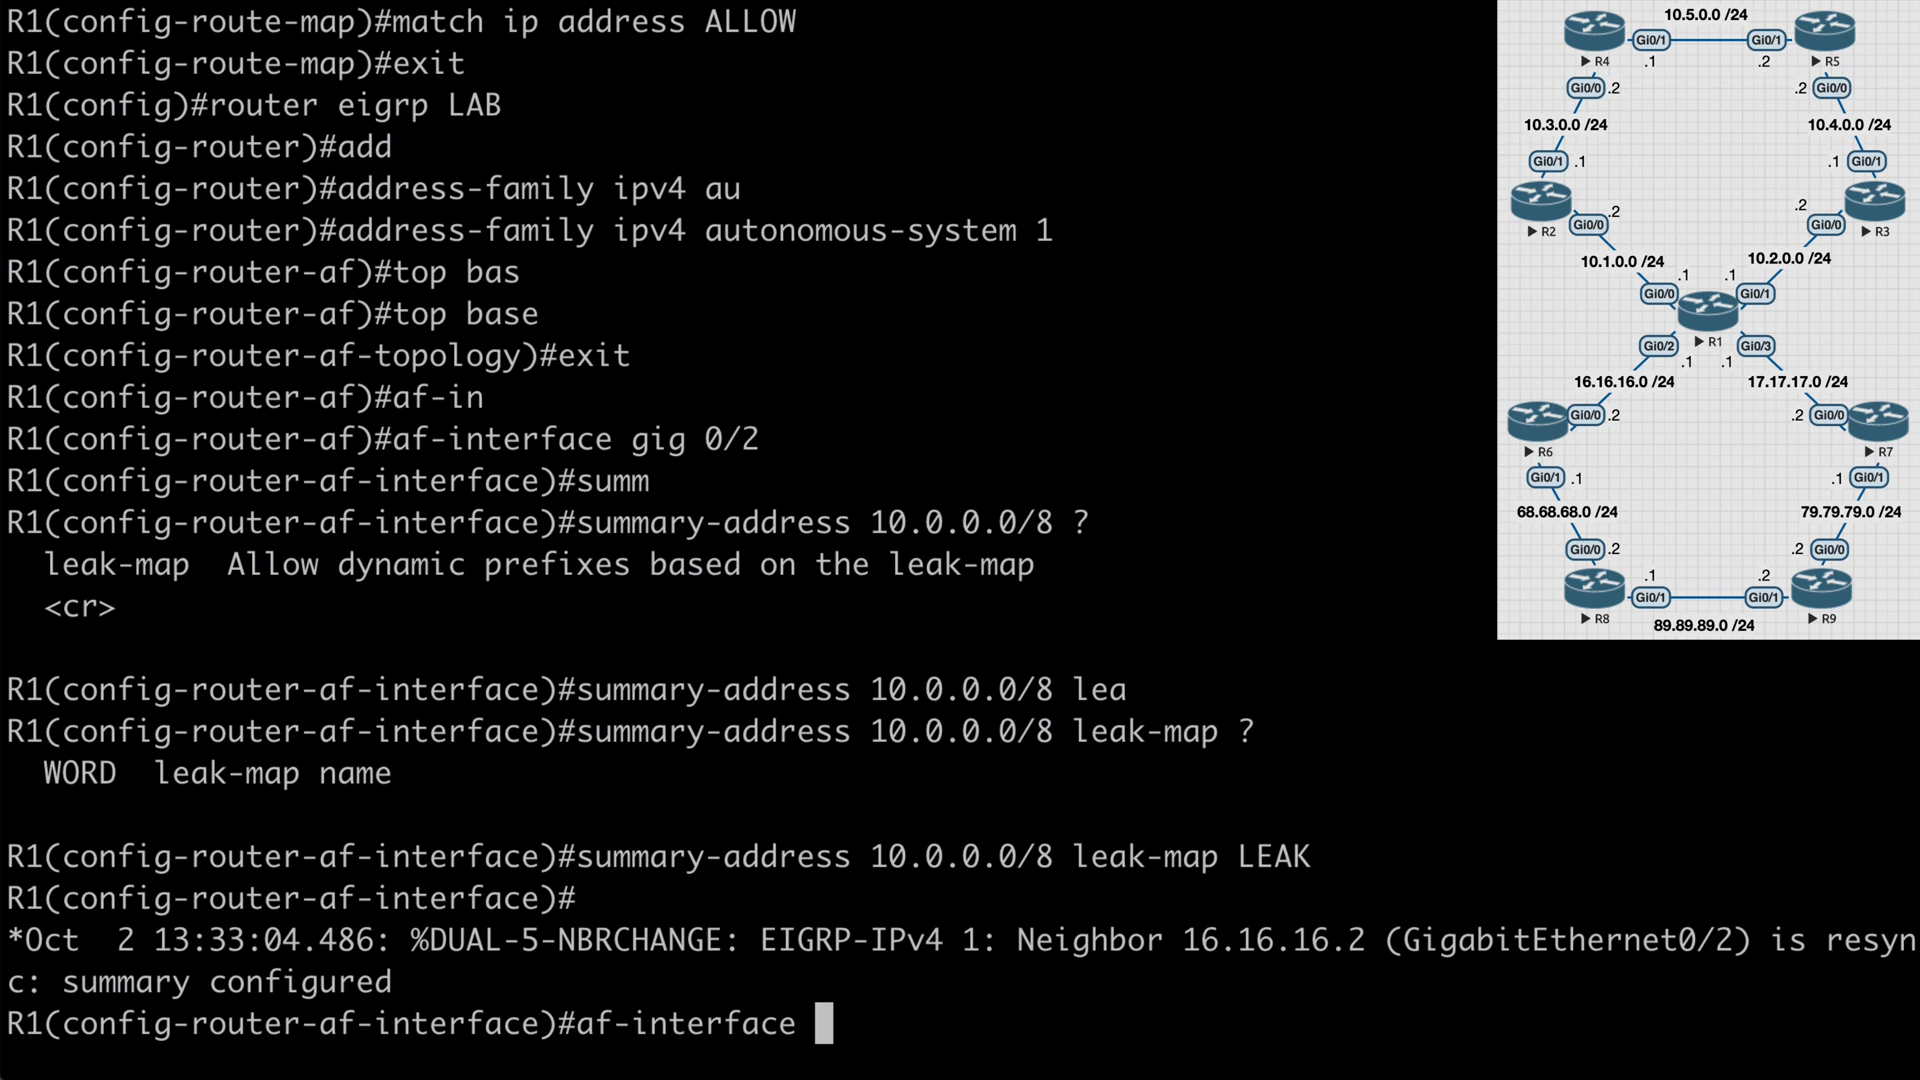 R1(config-route-map)#match ip address ALLOW
R1(config-route-map)#exit
R1(config)#router eigrp LAB
R1(config-router)#add
R1(config-router)#address-family ipv4 au
R1(config-router)#address-family ipv4 autonomous-system 1
R1(config-router-af)#top bas
R1(config-router-af)#top base
R1(config-router-af-topology)#exit
R1(config-router-af)#af-in
R1(config-router-af)#af-interface gig 0/2
R1(config-router-af-interface)#summ
R1(config-router-af-interface)#summary-address 10.0.0.0/8 ?
  leak-map  Allow dynamic prefixes based on the leak-map
  <cr>
R1(config-router-af-interface)#summary-address 10.0.0.0/8 lea
R1(config-router-af-interface)#summary-address 10.0.0.0/8 leak-map ?
  WORD  leak-map name
R1(config-router-af-interface)#summary-address 10.0.0.0/8 leak-map LEAK
R1(config-router-af-interface)#
*Oct  2 13:33:04.486: %DUAL-5-NBRCHANGE: EIGRP-IPv4 1: Neighbor 16.16.16.2 (GigabitEthernet0/2) is resyn
c: summary configured
R1(config-router-af-interface)#af-interface
10.5.0.0 /24
Gi0/1 Gi0/1
R4 .1 .2 R5
Gi0/0 .2 .2 Gi0/0
10.3.0.0 /24 10.4.0.0 /24
Gi0/1 .1 .1 Gi0/1
.2 .2
R2 Gi0/0 Gi0/0 R3
10.1.0.0 /24 10.2.0.0 /24
.1 .1
Gi0/0 Gi0/1
Gi0/2 R1 Gi0/3
.1 .1
16.16.16.0 /24 17.17.17.0 /24
Gi0/0 .2 .2 Gi0/0
R6 R7
Gi0/1 .1 .1 Gi0/1
68.68.68.0 /24 79.79.79.0 /24
Gi0/0 .2 .2 Gi0/0
.1 .2
Gi0/1 Gi0/1
R8 R9
89.89.89.0 /24